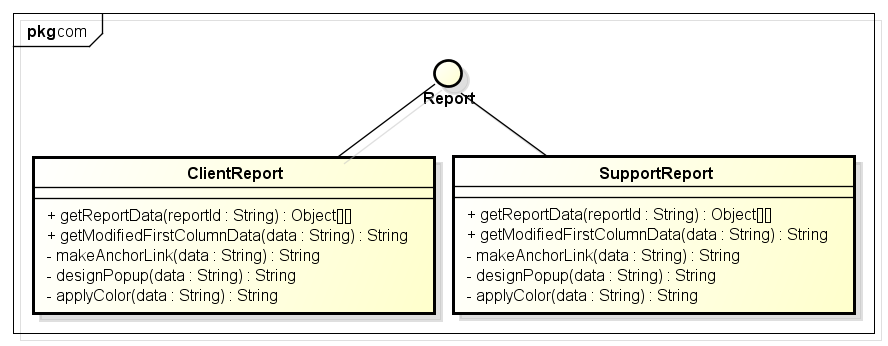 pkg com
Report
ClientReport
+ getReportData(reportId : String) : Object[][]
+ getModifiedFirstColumnData(data : String) : String
- makeAnchorLink(data : String) : String
- designPopup(data : String) : String
- applyColor(data : String) : String
SupportReport
+ getReportData(reportId : String) : Object[][]
+ getModifiedFirstColumnData(data : String) : String
- makeAnchorLink(data : String) : String
- designPopup(data : String) : String
- applyColor(data : String) : String